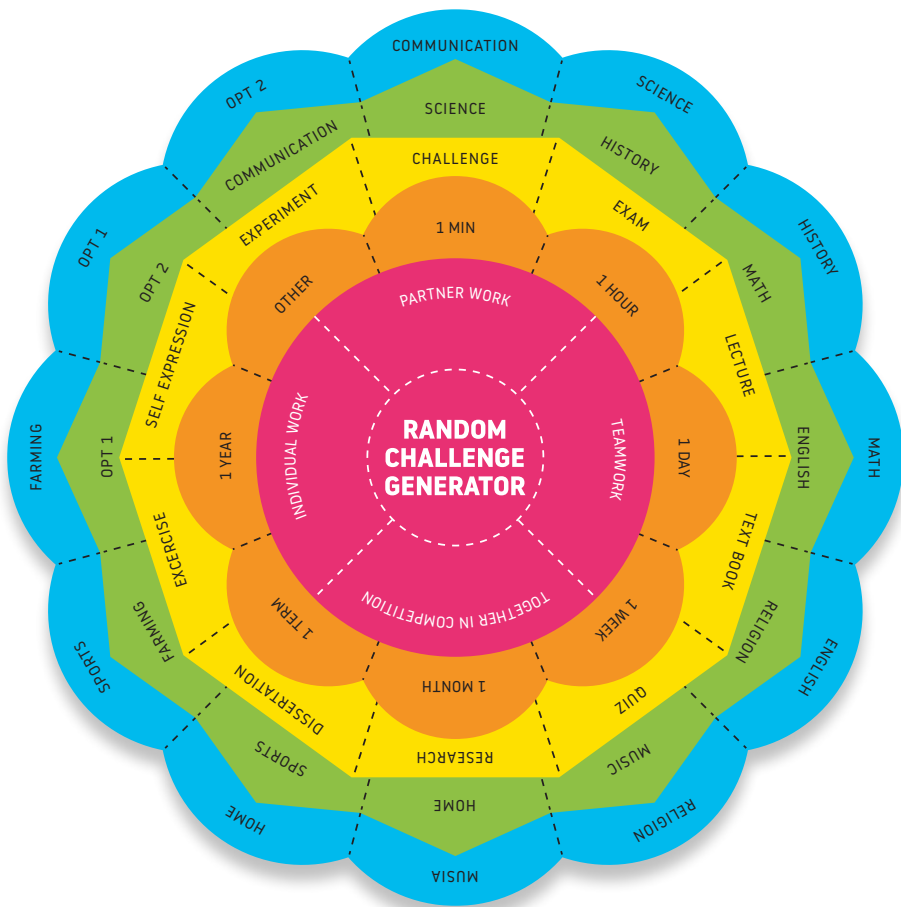 COMMUNICATION
SCIENCE
HISTORY
MATH
ENGLISH
RELIGION
MUSIA
HOME
SPORTS
FARMING
OPT 1
OPT 2
SCIENCE
HISTORY
MATH
ENGLISH
RELIGION
MUSIC
HOME
SPORTS
FARMING
OPT 1
OPT 2
COMMUNICATION
CHALLENGE
EXAM
LECTURE
TEXT BOOK
QUIZ
RESEARCH
DISSERTATION
EXCERCISE
SELF EXPRESSION
EXPERIMENT
1 MIN
1 HOUR
1 DAY
1 WEEK
1 MONTH
1 TERM
1 YEAR
OTHER
PARTNER WORK
TEAMWORK
TOGETHER IN COMPETITION
INDIVIDUAL WORK
RANDOM
CHALLENGE
GENERATOR